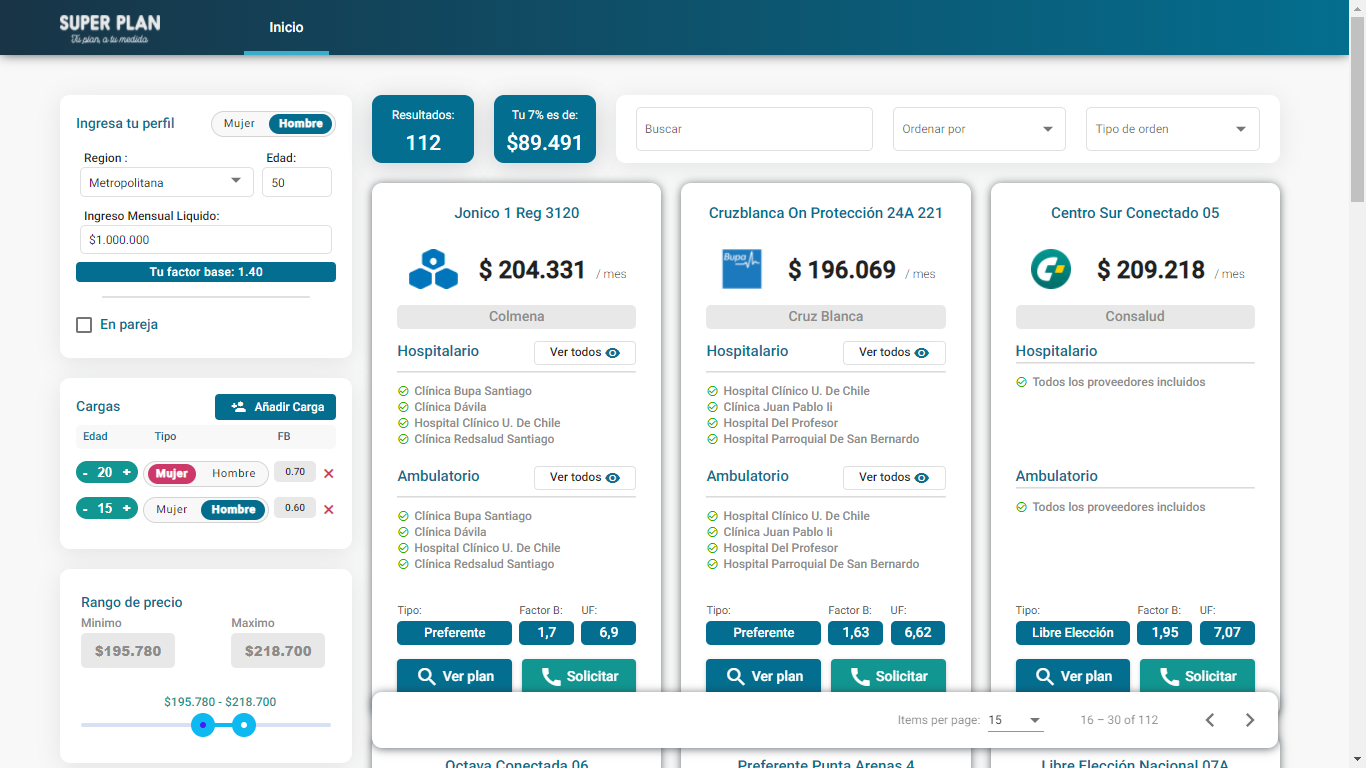 SUPER PLAN
Tu plan, a tu medida
Inicio
Ingresa tu perfil
Mujer Hombre
Region : Edad:
Metropolitana 50
Ingreso Mensual Liquido:
$1.000.000
Tu factor base: 1.40
En pareja
Cargas Añadir Carga
Edad Tipo FB
- 20 + Mujer Hombre 0.70
- 15 + Mujer Hombre 0.60
Rango de precio
Minimo Maximo
$195.780 $218.700
$195.780 - $218.700
Resultados:
112
Tu 7% es de:
$89.491
Buscar
Ordenar por
Tipo de orden
Jonico 1 Reg 3120
$ 204.331 / mes
Colmena
Hospitalario Ver todos
Clínica Bupa Santiago
Clínica Dávila
Hospital Clínico U. De Chile
Clínica Redsalud Santiago
Ambulatorio Ver todos
Clínica Bupa Santiago
Clínica Dávila
Hospital Clínico U. De Chile
Clínica Redsalud Santiago
Tipo: Factor B: UF:
Preferente 1,7 6,9
Ver plan Solicitar
Cruzblanca On Protección 24A 221
Bupa
$ 196.069 / mes
Cruz Blanca
Hospitalario Ver todos
Hospital Clínico U. De Chile
Clínica Juan Pablo Ii
Hospital Del Profesor
Hospital Parroquial De San Bernardo
Ambulatorio Ver todos
Hospital Clínico U. De Chile
Clínica Juan Pablo Ii
Hospital Del Profesor
Hospital Parroquial De San Bernardo
Tipo: Factor B: UF:
Preferente 1,63 6,62
Ver plan Solicitar
Centro Sur Conectado 05
$ 209.218 / mes
Consalud
Hospitalario
Todos los proveedores incluidos
Ambulatorio
Todos los proveedores incluidos
Tipo: Factor B: UF:
Libre Elección 1,95 7,07
Ver plan Solicitar
Items per page: 15 16 – 30 of 112
Octava Conectada 06
Preferente Punta Arenas 4
Libre Elección Nacional 07A